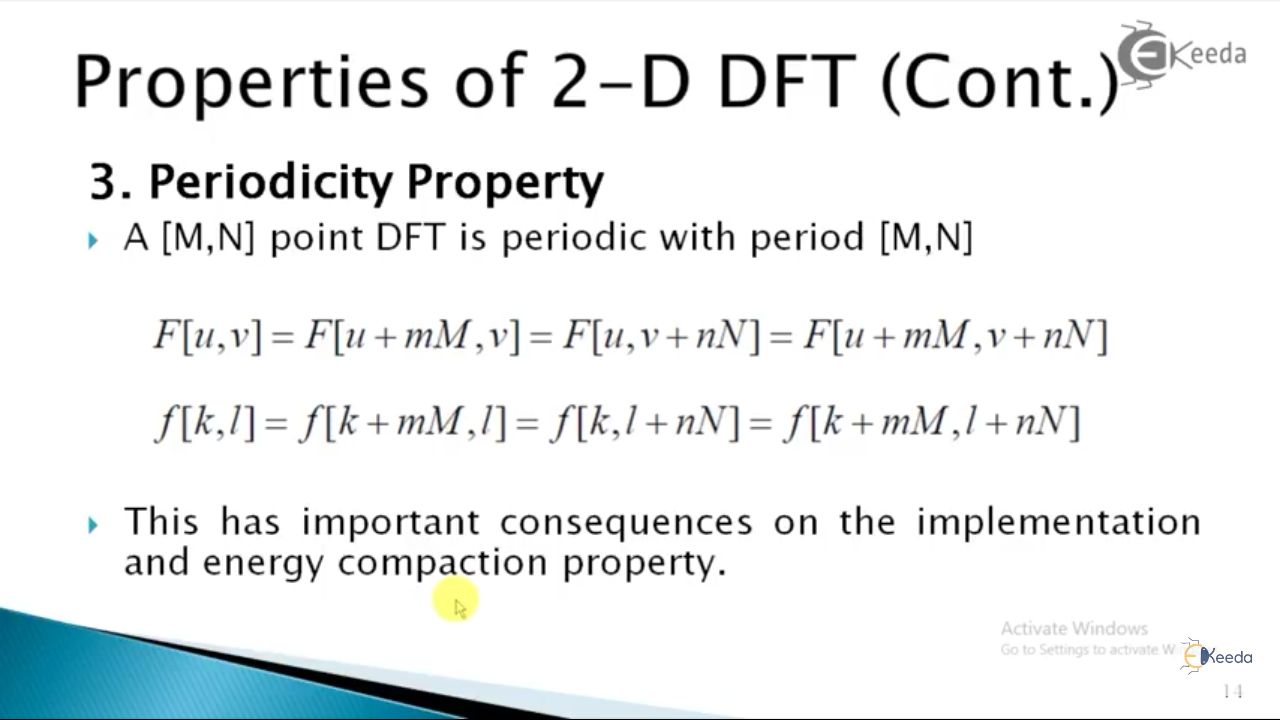 Properties of 2-D DFT (Cont.)
Keeda
3. Periodicity Property
A [M,N] point DFT is periodic with period [M,N]
F[u,v] = F[u + mM,v] = F[u,v + nN] = F[u + mM,v + nN]
f[k,l] = f[k + mM,l] = f[k,l + nN] = f[k + mM,l + nN]
This has important consequences on the implementation
and energy compaction property.
Activate Windows
Go to Settings to activate W
EKeeda
14